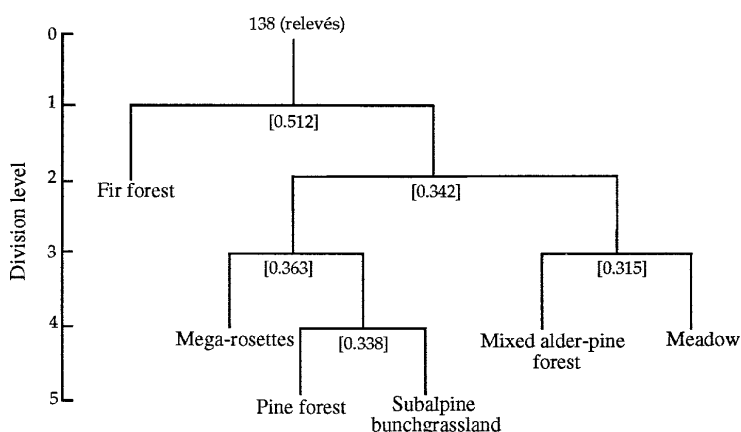 0
138 (relevés)
1
[0.512]
Division level
2
Fir forest
[0.342]
3
[0.363]
[0.315]
4
Mega-rosettes
[0.338]
Mixed alder-pine
forest
Meadow
5
Pine forest
Subalpine
bunchgrassland